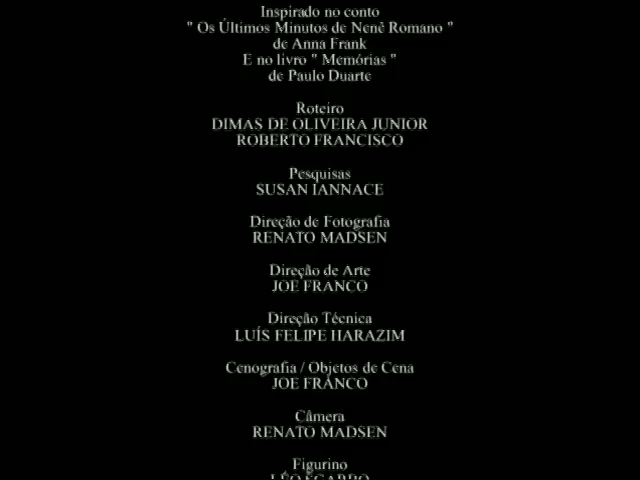 Inspirado no conto
" Os Últimos Minutos de Nenê Romano "
de Anna Frank
E no livro " Memórias "
de Paulo Duarte
Roteiro
DIMAS DE OLIVEIRA JUNIOR
ROBERTO FRANCISCO
Pesquisas
SUSAN IANNACE
Direção de Fotografia
RENATO MADSEN
Direção de Arte
JOE FRANCO
Direção Técnica
LUÍS FELIPE HARAZIM
Cenografia / Objetos de Cena
JOE FRANCO
Câmera
RENATO MADSEN
Figurino